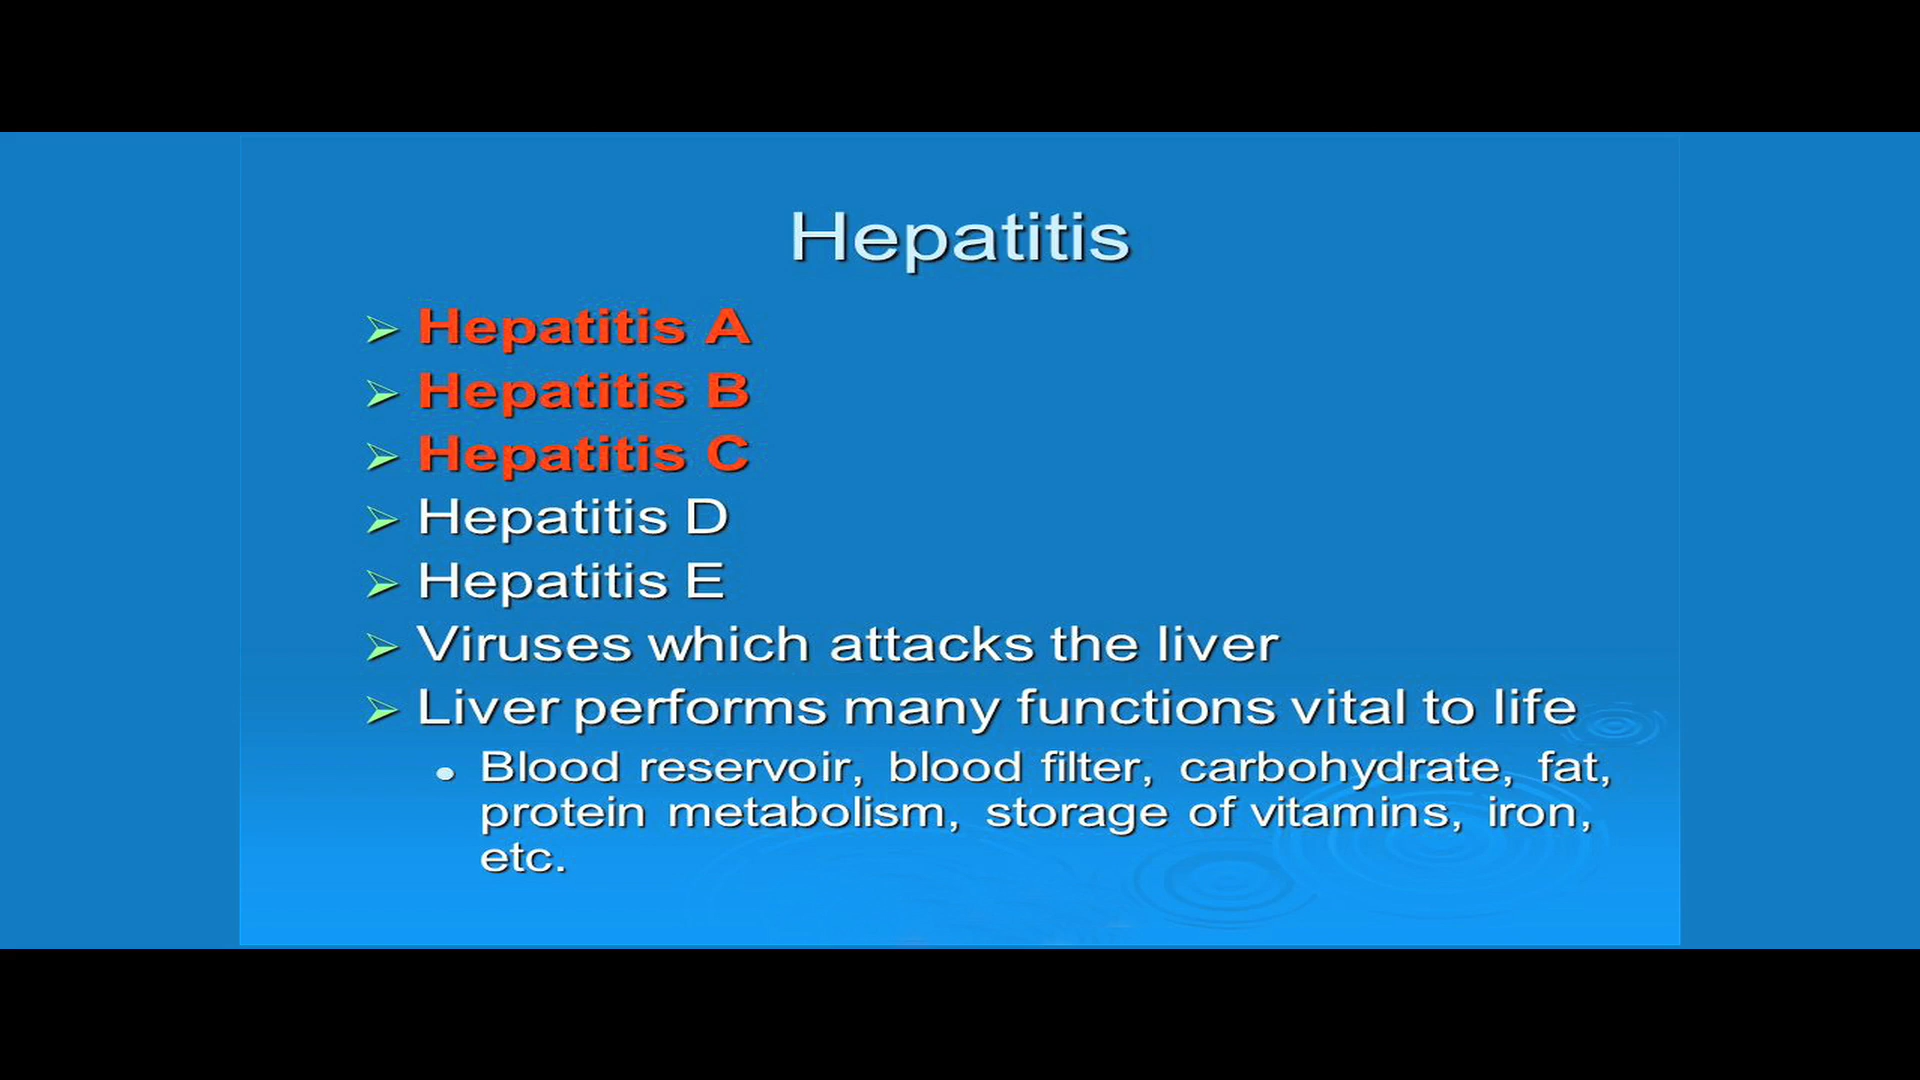 Hepatitis
Hepatitis A
Hepatitis B
Hepatitis C
Hepatitis D
Hepatitis E
Viruses which attacks the liver
Liver performs many functions vital to life
Blood reservoir, blood filter, carbohydrate, fat,
protein metabolism, storage of vitamins, iron,
etc.